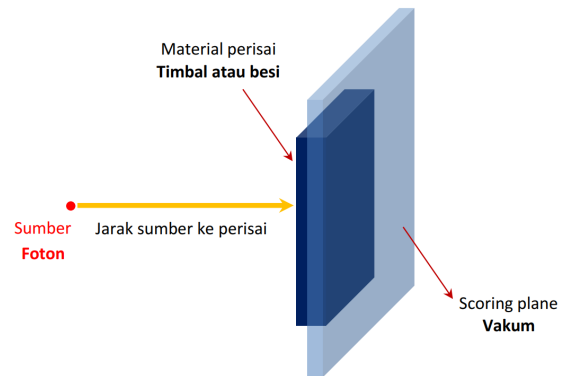 Material perisai
Timbal atau besi
Sumber
Foton
Jarak sumber ke perisai
Scoring plane
Vakum